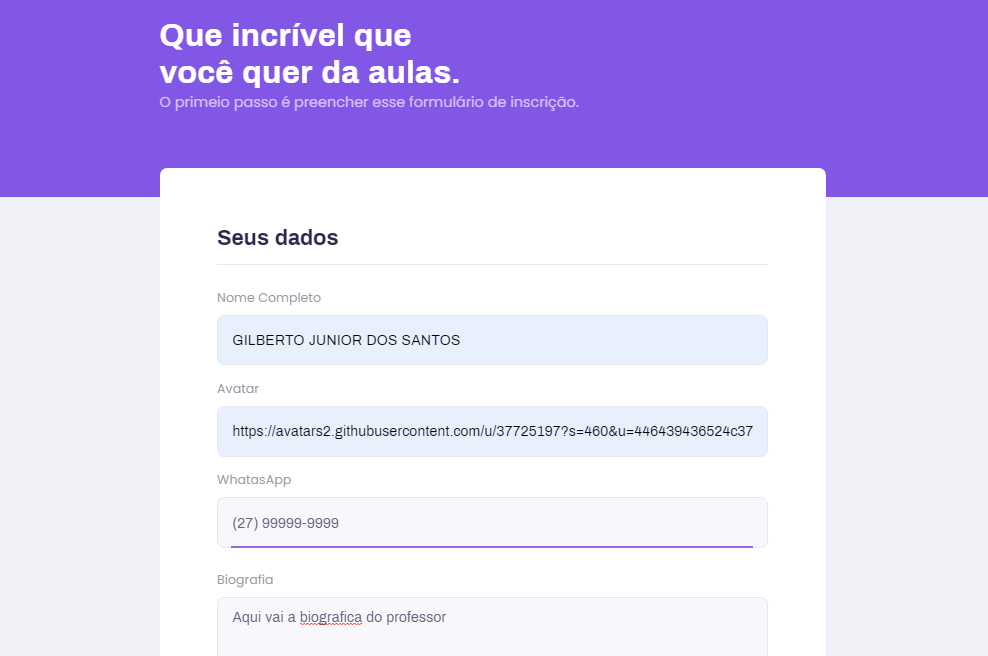 Que incrível que
você quer da aulas.
O primeio passo é preencher esse formulário de inscrição.
Seus dados
Nome Completo
GILBERTO JUNIOR DOS SANTOS
Avatar
https://avatars2.githubusercontent.com/u/37725197?s=460&u=446439436524c37
WhatasApp
(27) 99999-9999
Biografia
Aqui vai a biografica do professor